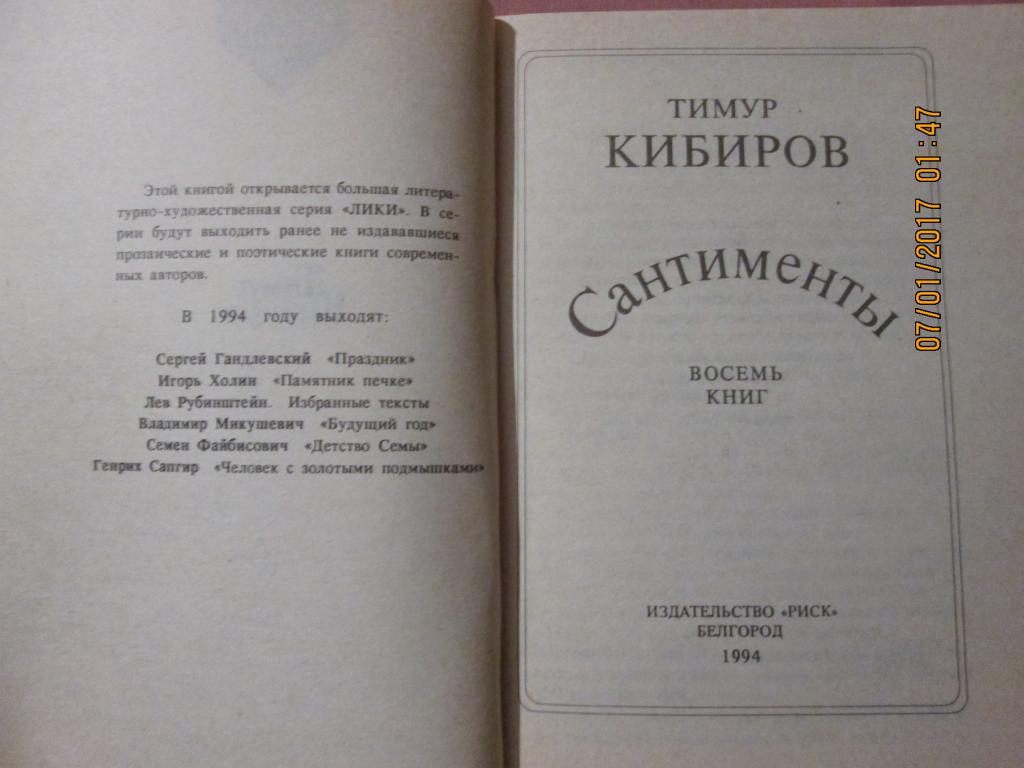 Этой книгой открывается большая литера-
турно-художественная серия «ЛИКИ». В се-
рии будут выходить ранее не издававшиеся
прозаические и поэтические книги современ-
ных авторов.
В 1994 году выходят:
Сергей Гандлевский «Праздник»
Игорь Холин «Памятник печке»
Лев Рубинштейн. Избранные тексты
Владимир Микушевич «Будущий год»
Семен Файбисович «Детство Семы»
Генрих Сапгир «Человек с золотыми подмышками»
ТИМУР
КИБИРОВ
Сантименты
ВОСЕМЬ
КНИГ
ИЗДАТЕЛЬСТВО «РИСК»
БЕЛГОРОД
1994
07/01/2017 01:47